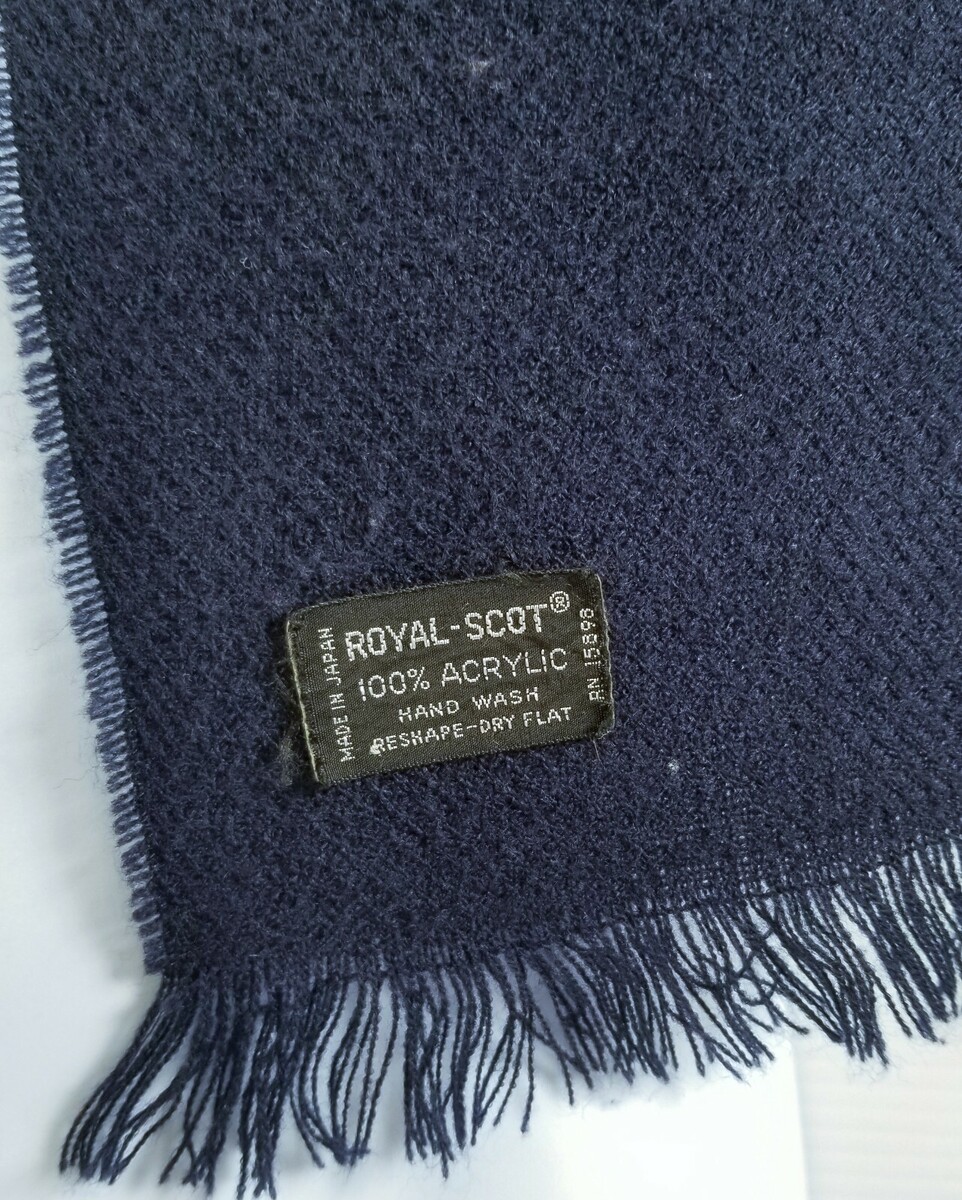 MADE IN JAPAN
ROYAL-SCOT®
100% ACRYLIC
HAND WASH
RESHAPE-DRY FLAT
RN 15898